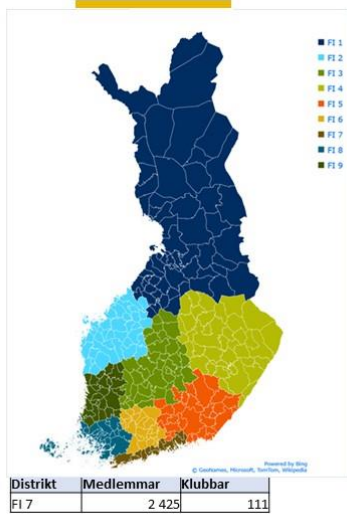 FI 1
FI 2
FI 3
FI 4
FI 5
FI 6
FI 7
FI 8
FI 9
Powered by Bing
© GeoNames, Microsoft, TomTom, Wikipedia
Distrikt Medlemmar Klubbar
FI 7 2 425 111